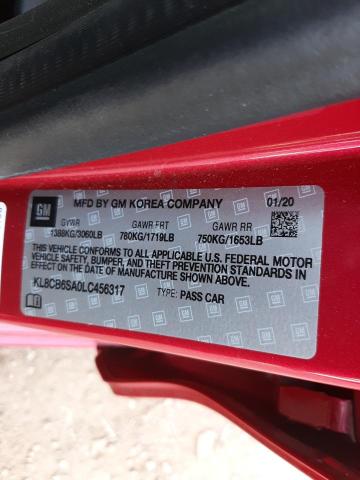 GM
MFD BY GM KOREA COMPANY 01/20
GVWR GAWR FRT GAWR RR
1388KG/3060LB 780KG/1719LB 750KG/1653LB
THIS VEHICLE CONFORMS TO ALL APPLICABLE U.S. FEDERAL MOTOR
VEHICLE SAFETY, BUMPER, AND THEFT PREVENTION STANDARDS IN
EFFECT ON THE DATE OF MANUFACTURE SHOWN ABOVE.
KL8CB6SA0LC456317 TYPE: PASS CAR